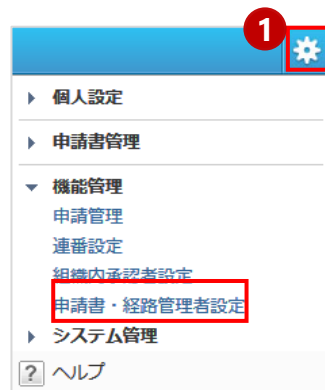 1
個人設定
申請書管理
機能管理
申請管理
連番設定
組織内承認者設定
申請書・経路管理者設定
システム管理
? ヘルプ